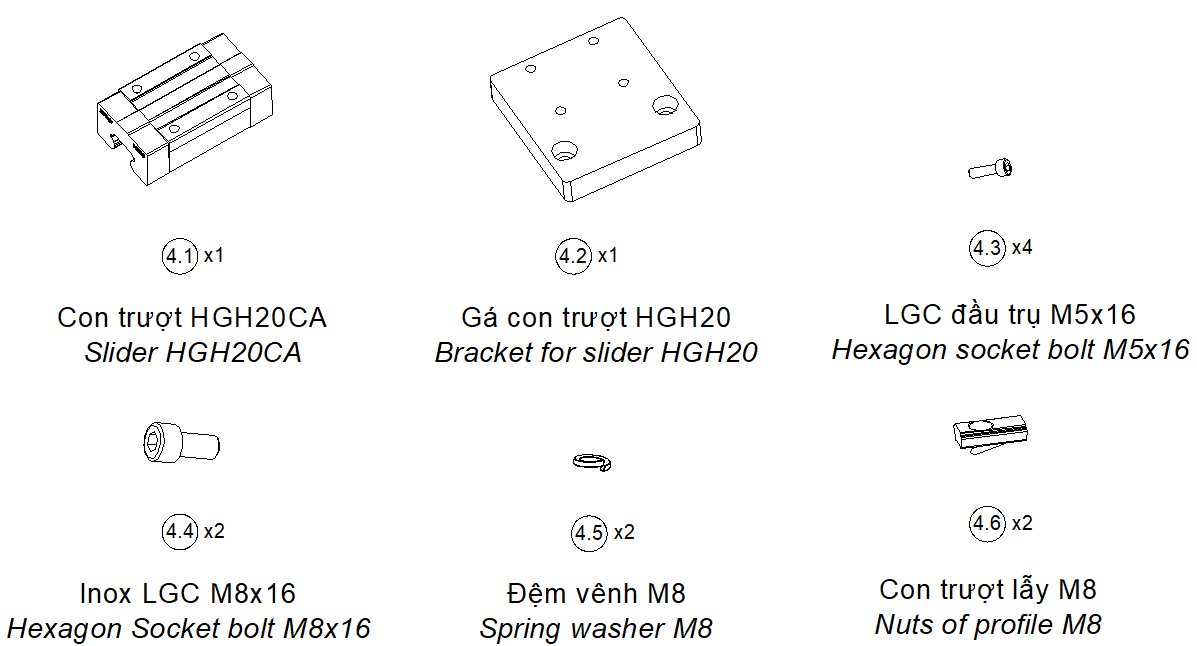 4.1 x1
Con trượt HGH20CA
Slider HGH20CA
4.2 x1
Gá con trượt HGH20
Bracket for slider HGH20
4.3 x4
LGC đầu trụ M5x16
Hexagon socket bolt M5x16
4.4 x2
Inox LGC M8x16
Hexagon Socket bolt M8x16
4.5 x2
Đệm vênh M8
Spring washer M8
4.6 x2
Con trượt lẫy M8
Nuts of profile M8